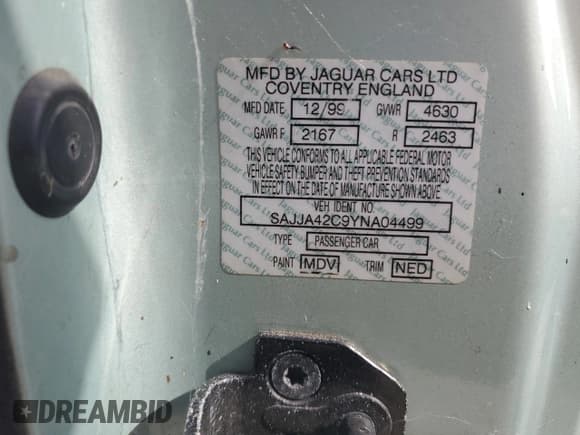 MFD BY JAGUAR CARS LTD
COVENTRY ENGLAND
MFD DATE 12/99 GVWR 4630
GAWR F 2167 R 2463
THIS VEHICLE CONFORMS TO ALL APPLICABLE FEDERAL MOTOR
VEHICLE SAFETY, BUMPER AND THEFT PREVENTION STANDARDS
IN EFFECT ON THE DATE OF MANUFACTURE SHOWN ABOVE
VEH IDENT NO.
SAJJA42C9YNA04499
TYPE PASSENGER CAR
PAINT MDV TRIM NED
DREAMBID